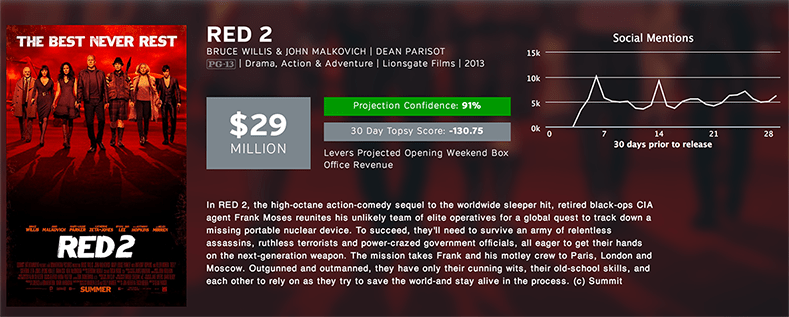 THE BEST NEVER REST
BRUCE WILLIS
JOHN MALKOVICH
RED 2
SUMMER
RED 2
BRUCE WILLIS & JOHN MALKOVICH | DEAN PARISOT
PG-13 | Drama, Action & Adventure | Lionsgate Films | 2013
$29
MILLION
Projection Confidence: 91%
30 Day Topsy Score: -130.75
Levers Projected Opening Weekend Box
Office Revenue
Social Mentions
15k
10k
5k
0k
0 7 14 21 28
30 days prior to release
In RED 2, the high-octane action-comedy sequel to the worldwide sleeper hit, retired black-ops CIA
agent Frank Moses reunites his unlikely team of elite operatives for a global quest to track down a
missing portable nuclear device. To succeed, they'll need to survive an army of relentless
assassins, ruthless terrorists and power-crazed government officials, all eager to get their hands
on the next-generation weapon. The mission takes Frank and his motley crew to Paris, London and
Moscow. Outgunned and outmanned, they have only their cunning wits, their old-school skills, and
each other to rely on as they try to save the world-and stay alive in the process. (c) Summit